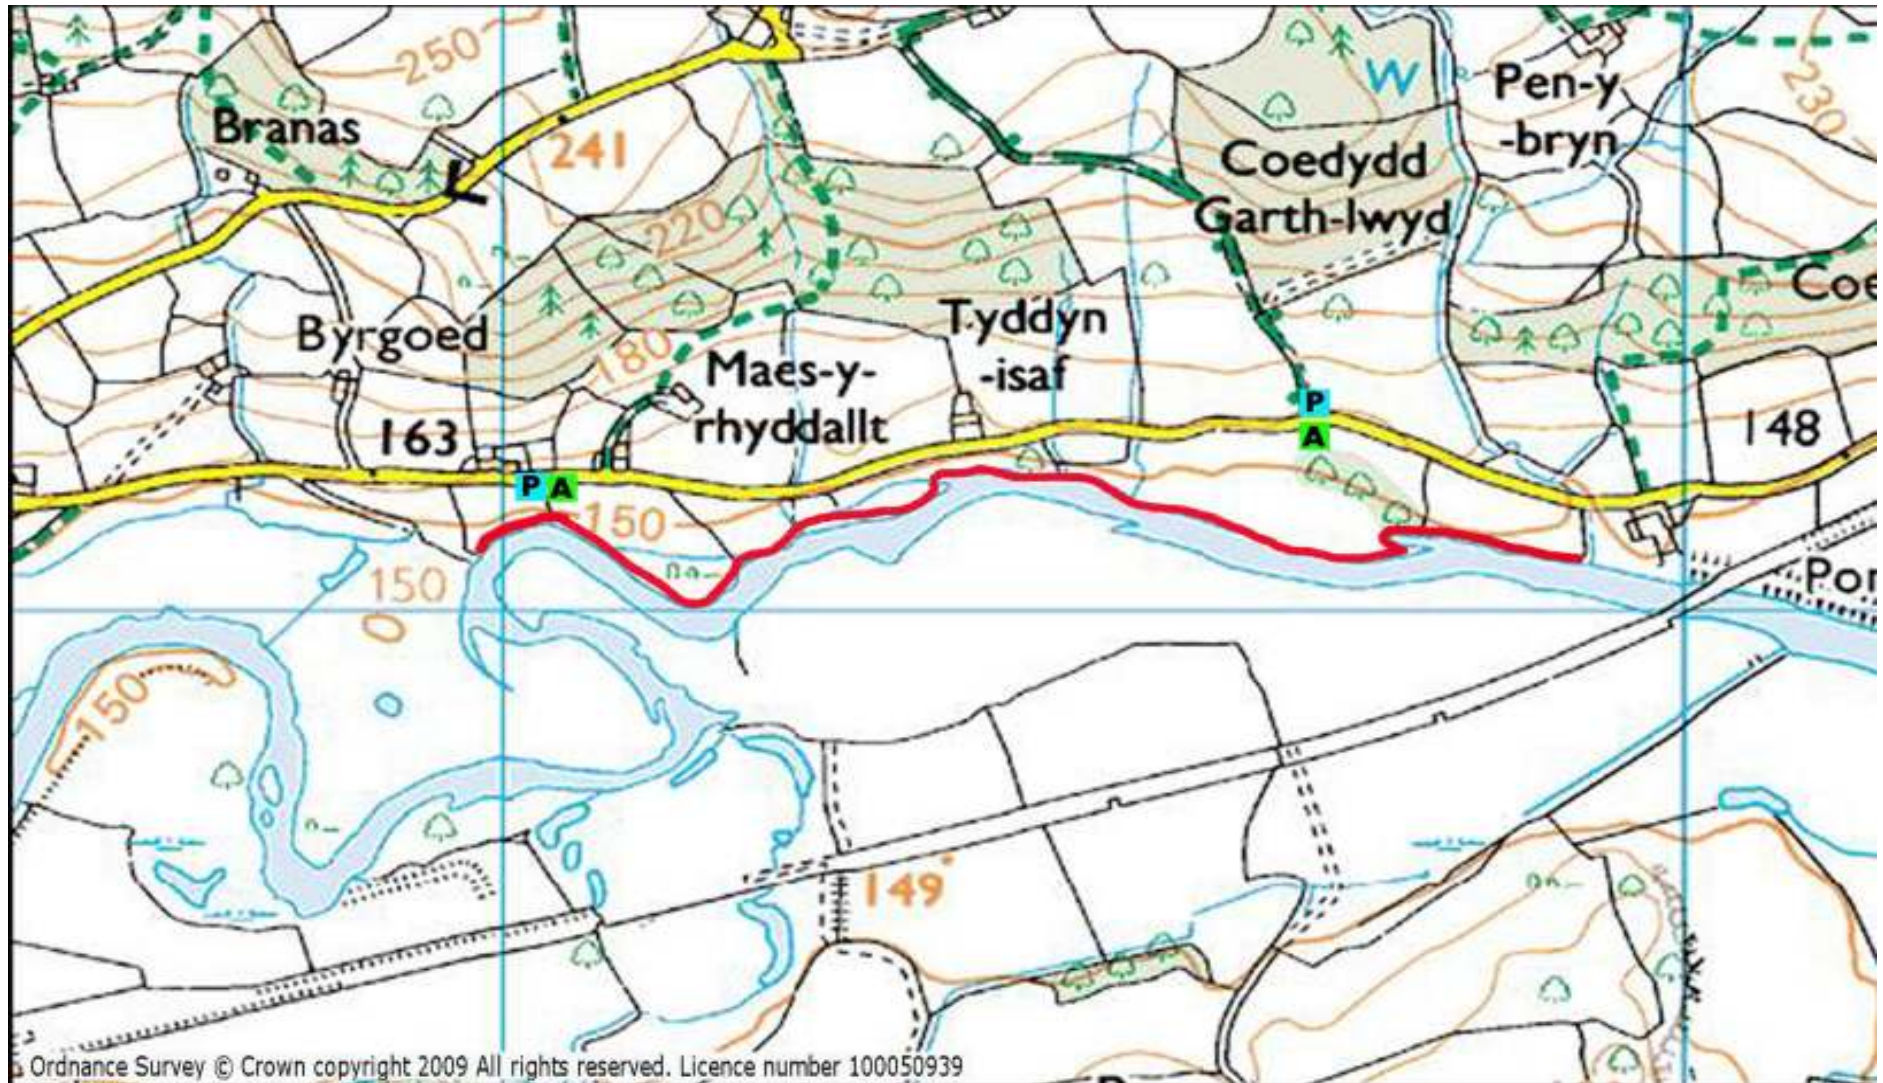 250
Branas
241
W
Pen-y
-bryn
230
Coedydd
Garth-lwyd
220
Coe
Byrgoed
180
Tyddyn
-isaf
Maes-y-
rhyddallt
163
148
P
A
P A
150
150
Pon
150
149
Ordnance Survey © Crown copyright 2009 All rights reserved. Licence number 100050939